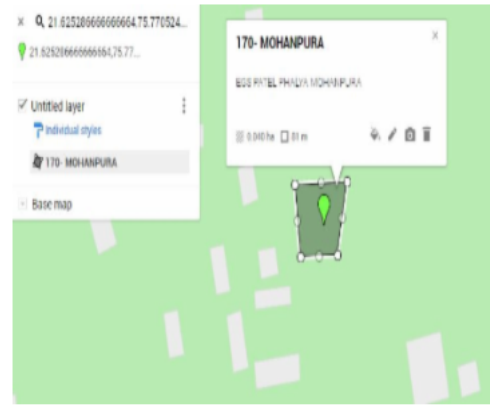 21.625286666666664,75.770524...
21.625286666666664,75.77...
Untitled layer
Individual styles
170- MOHANPURA
Base map
170- MOHANPURA
EGS PATEL PHALYA MOHANPURA
0.040 ha 81 m